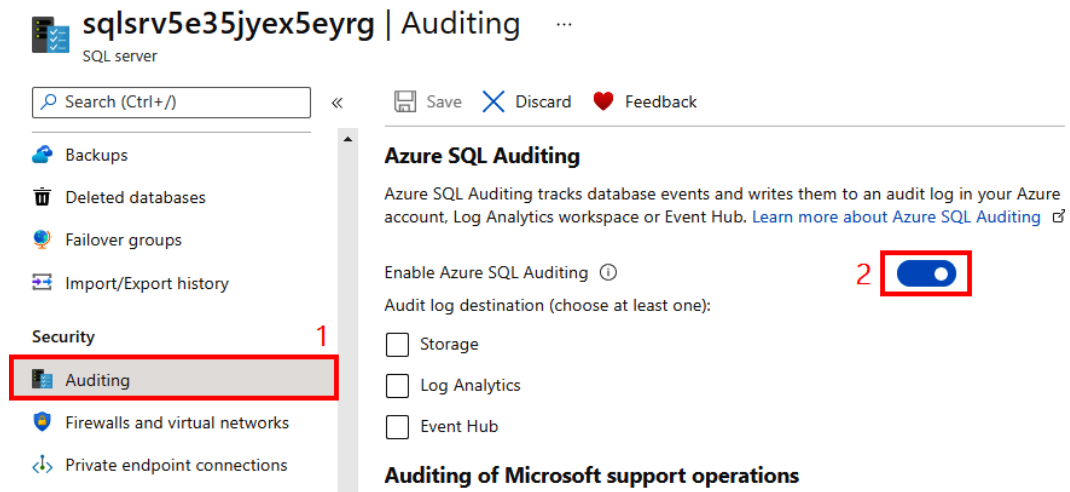 sqlsrv5e35jyex5eyrg | Auditing ...
SQL server
Search (Ctrl+/)
«
Save Discard Feedback
Backups
Deleted databases
Failover groups
Import/Export history
Security
1
Auditing
Firewalls and virtual networks
Private endpoint connections
Azure SQL Auditing
Azure SQL Auditing tracks database events and writes them to an audit log in your Azure
account, Log Analytics workspace or Event Hub. Learn more about Azure SQL Auditing
Enable Azure SQL Auditing
2
Audit log destination (choose at least one):
Storage
Log Analytics
Event Hub
Auditing of Microsoft support operations